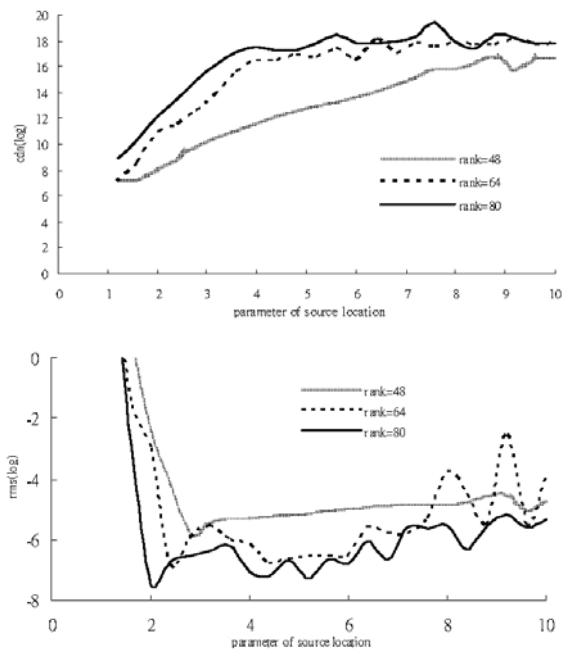 20
18
16
14
12
10
8
6
4
2
0
cdn(log)
rank=48
rank=64
rank=80
0 1 2 3 4 5 6 7 8 9 10
parameter of source location
0
-2
-4
-6
-8
rms(log)
rank=48
rank=64
rank=80
0 2 4 6 8 10
parameter of source location